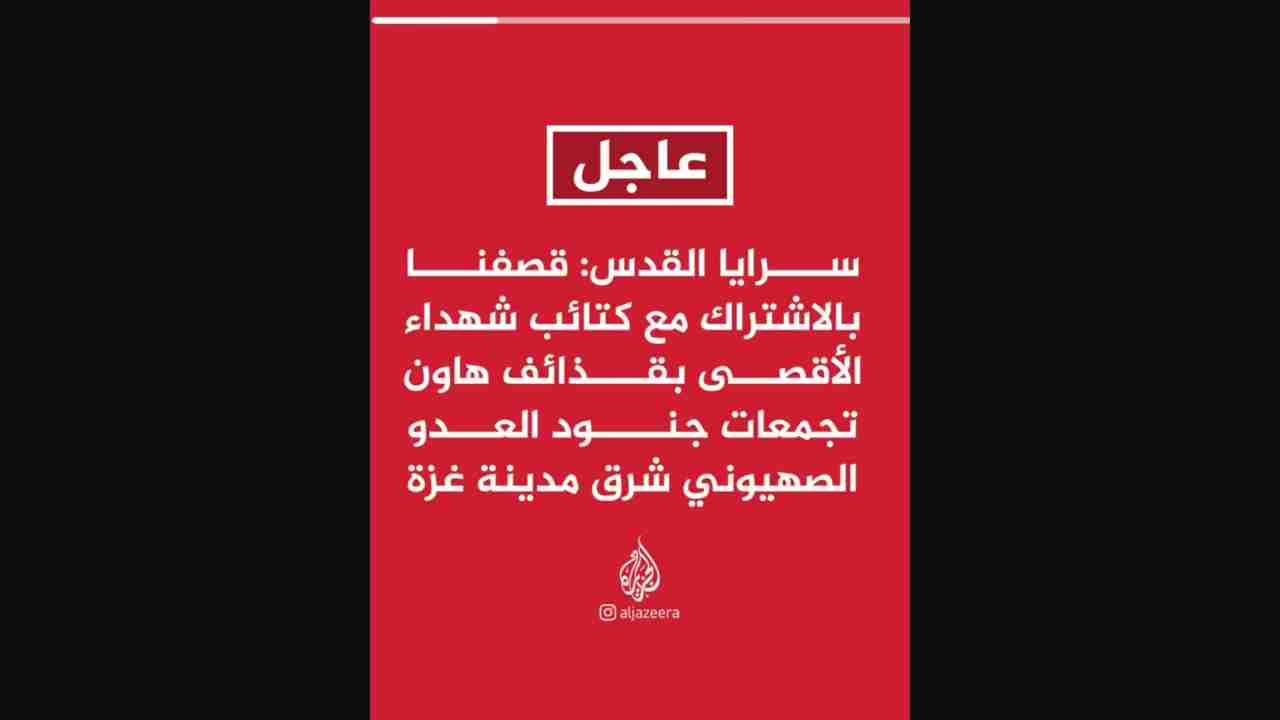 عاجل
سرايا القدس: قصفنا
بالاشتراك مع كتائب شهداء
الأقصى بقذائف هاون
تجمعات جنود العدو
الصهيوني شرق مدينة غزة
الجزيرة
aljazeera